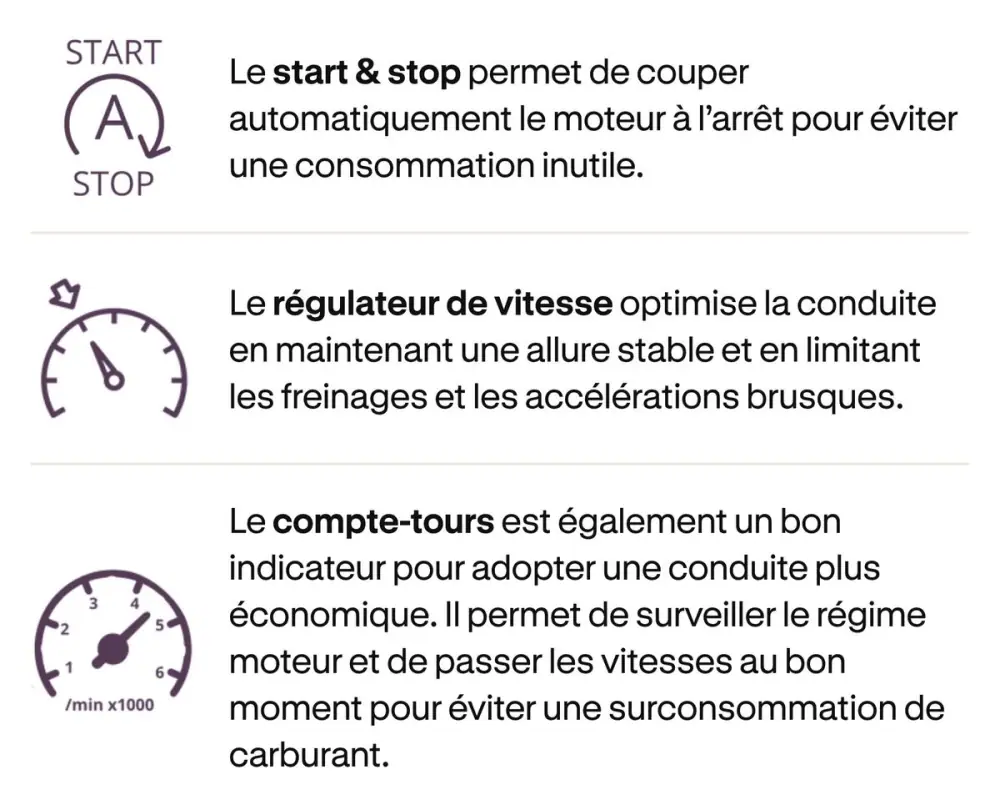 START
A
STOP
Le start & stop permet de couper
automatiquement le moteur à l’arrêt pour éviter
une consommation inutile.
Le régulateur de vitesse optimise la conduite
en maintenant une allure stable et en limitant
les freinages et les accélérations brusques.
1
2
3
4
5
6
/min x1000
Le compte-tours est également un bon
indicateur pour adopter une conduite plus
économique. Il permet de surveiller le régime
moteur et de passer les vitesses au bon
moment pour éviter une surconsommation de
carburant.